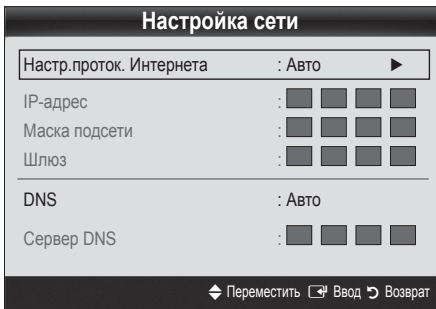 Настройка сети
Настр.проток. Интернета : Авто ►
IP-адрес :
Маска подсети :
Шлюз :
DNS : Авто
Сервер DNS :
Переместить Ввод Возврат